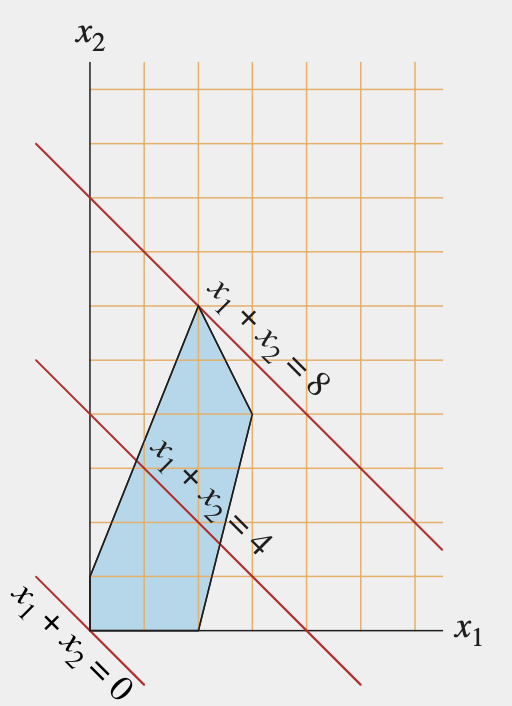 x₂
x₁ + x₂ = 8
x₁ + x₂ = 4
x₁ + x₂ = 0
x₁